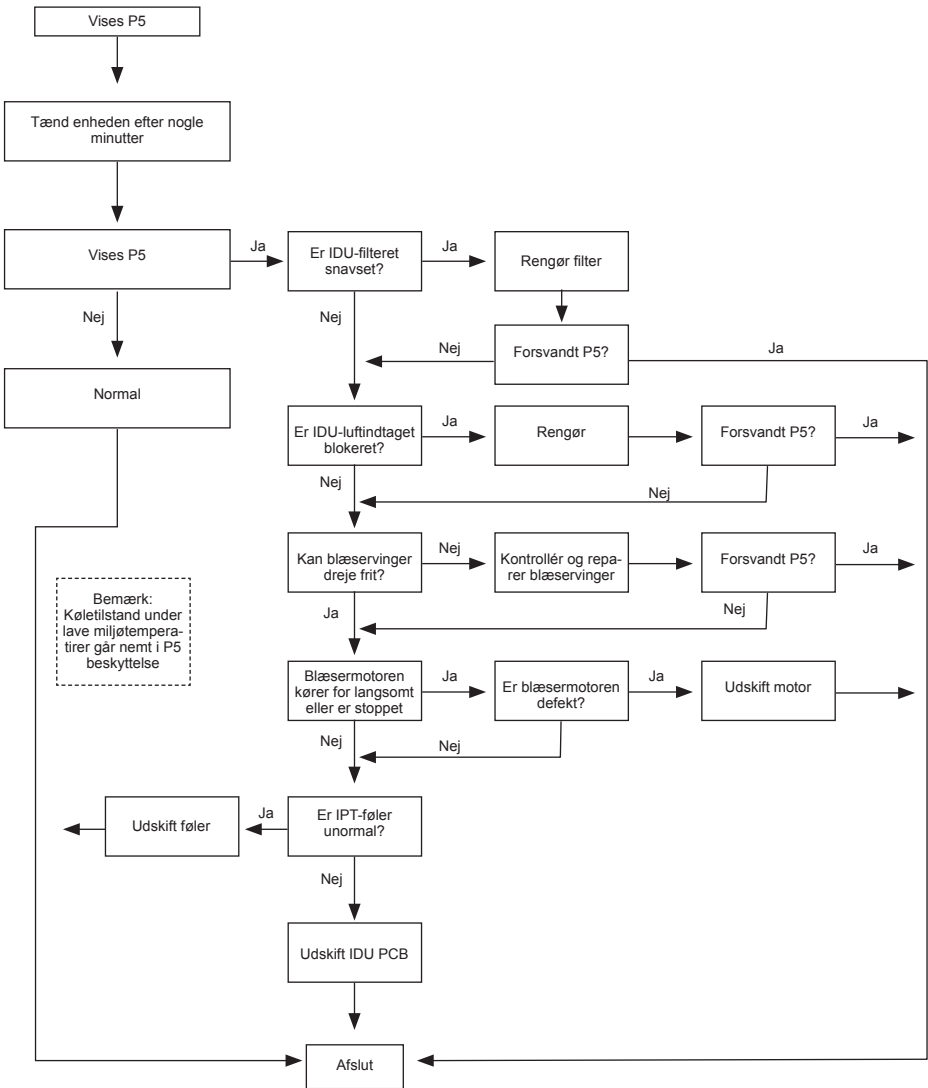 Vises P5
Tænd enheden efter nogle
minutter
Vises P5
Ja
Er IDU-filteret
snavset?
Ja
Rengør filter
Nej
Nej
Nej
Forsvandt P5?
Ja
Normal
Er IDU-luftindtaget
blokeret?
Ja
Rengør
Forsvandt P5?
Ja
Nej
Nej
Kan blæservinger
dreje frit?
Nej
Kontrollér og repa-
rer blæservinger
Forsvandt P5?
Ja
Bemærk:
Køletilstand under
lave miljøtempera-
tirer går nemt i P5
beskyttelse
Ja
Nej
Blæsermotoren
kører for langsomt
eller er stoppet
Ja
Er blæsermotoren
defekt?
Ja
Udskift motor
Nej
Nej
Udskift føler
Ja
Er IPT-føler
unormal?
Nej
Udskift IDU PCB
Afslut